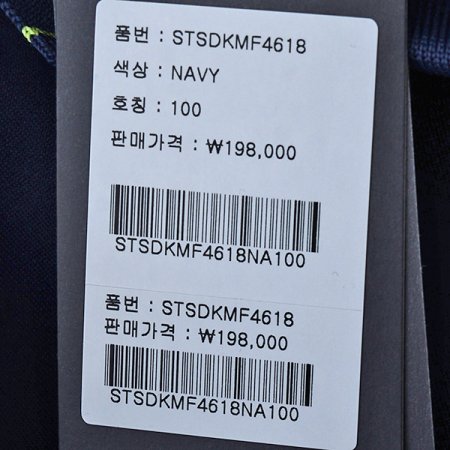 품번 : STSDKMF4618
색상 : NAVY
호칭 : 100
판매가격 : ₩198,000
STSDKMF4618NA100
품번 : STSDKMF4618
판매가격 : ₩198,000
STSDKMF4618NA100